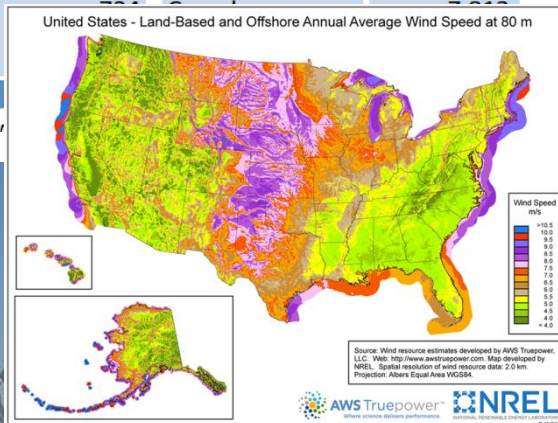 United States - Land-Based and Offshore Annual Average Wind Speed at 80 m
Wind Speed
m/s
>10.5
10.0
9.5
9.0
8.5
8.0
7.5
7.0
6.5
6.0
5.5
5.0
4.5
4.0
< 4.0
Source: Wind resource estimates developed by AWS Truepower,
LLC. Web: http://www.awstruepower.com. Map developed by
NREL. Spatial resolution of wind resource data: 2.0 km.
Projection: Albers Equal Area WGS84.
AWS Truepower™
Where science delivers performance.
NREL
NATIONAL RENEWABLE ENERGY LABORATORY